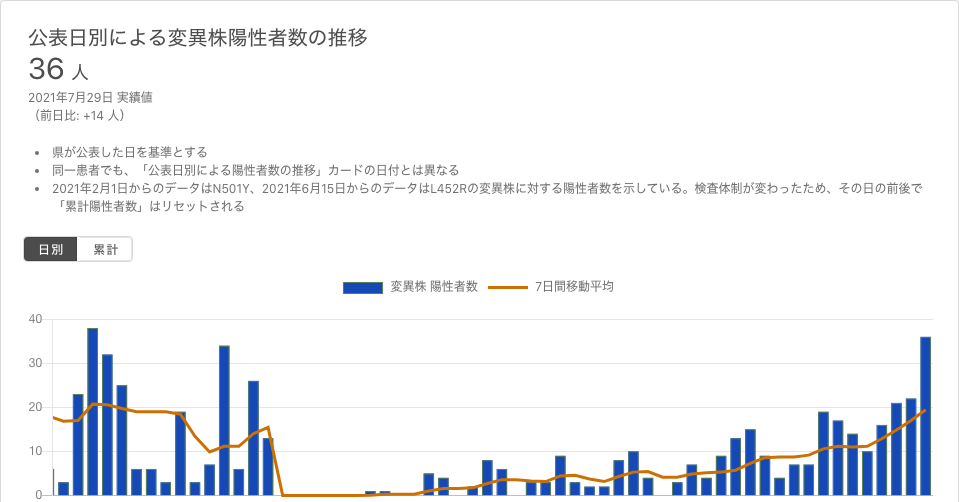 公表日別による変異株陽性者数の推移
36 人
2021年7月29日 実績値
（前日比: +14 人）
• 県が公表した日を基準とする
• 同一患者でも、「公表日別による陽性者数の推移」カードの日付とは異なる
• 2021年2月1日からのデータはN501Y、2021年6月15日からのデータはL452Rの変異株に対する陽性者数を示している。検査体制が変わったため、その日の前後で
「累計陽性者数」はリセットされる
日別 累計
変異株 陽性者数 7日間移動平均
40
30
20
10
0